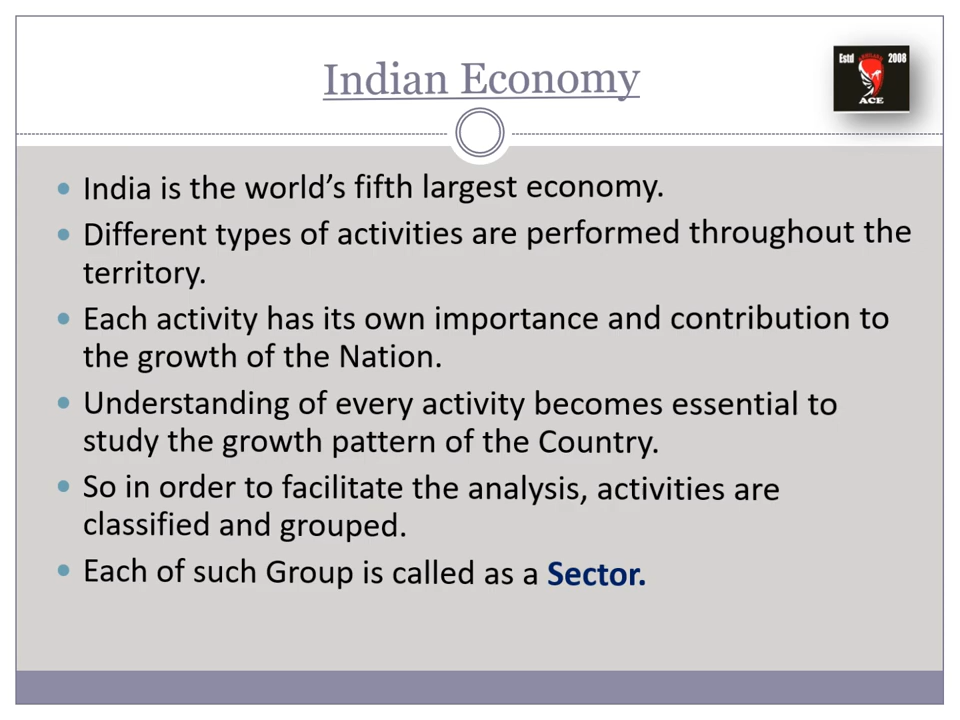 Indian Economy
Estd 2008
ACE
India is the world's fifth largest economy.
Different types of activities are performed throughout the
territory.
Each activity has its own importance and contribution to
the growth of the Nation.
Understanding of every activity becomes essential to
study the growth pattern of the Country.
So in order to facilitate the analysis, activities are
classified and grouped.
Each of such Group is called as a Sector.